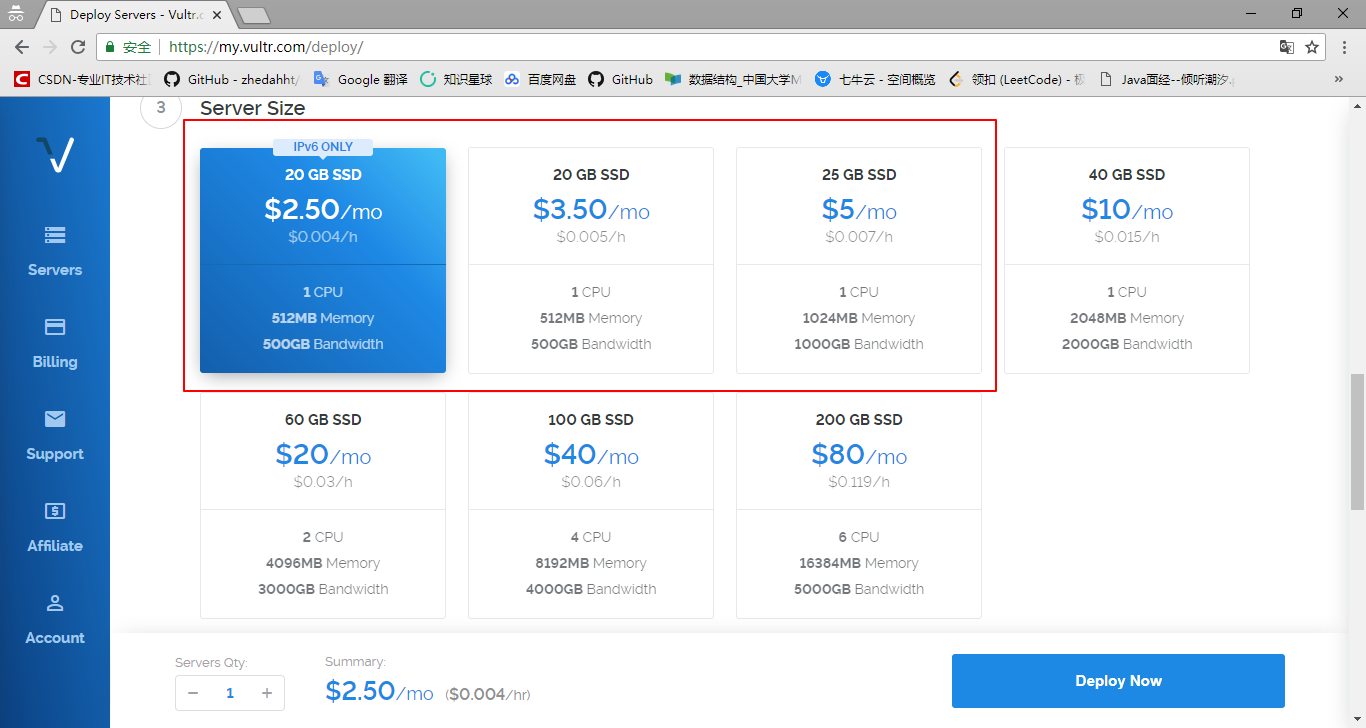 Deploy Servers - Vultr.c
安全
https://my.vultr.com/deploy/
CSDN-专业IT技术社
GitHub - zhedahht/
Google 翻译
知识星球
百度网盘
GitHub
数据结构_中国大学M
七牛云 - 空间概览
领扣 (LeetCode) - 极
Java面经--倾听潮汐.
»
3
Server Size
IPv6 ONLY
20 GB SSD
$2.50/mo
$0.004/h
1 CPU
512MB Memory
500GB Bandwidth
20 GB SSD
$3.50/mo
$0.005/h
1 CPU
512MB Memory
500GB Bandwidth
25 GB SSD
$5/mo
$0.007/h
1 CPU
1024MB Memory
1000GB Bandwidth
40 GB SSD
$10/mo
$0.015/h
1 CPU
2048MB Memory
2000GB Bandwidth
60 GB SSD
$20/mo
$0.03/h
2 CPU
4096MB Memory
3000GB Bandwidth
100 GB SSD
$40/mo
$0.06/h
4 CPU
8192MB Memory
4000GB Bandwidth
200 GB SSD
$80/mo
$0.119/h
6 CPU
16384MB Memory
5000GB Bandwidth
Servers
Billing
Support
Affiliate
Account
Servers Qty:
− 1 +
Summary:
$2.50/mo ($0.004/hr)
Deploy Now